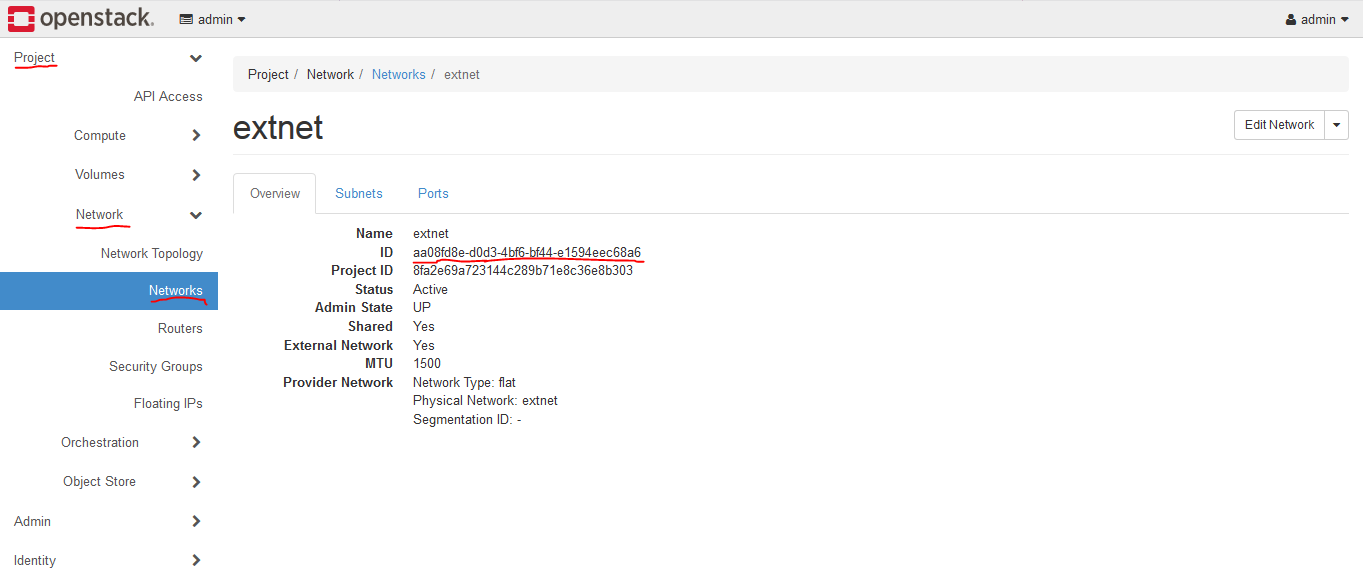 openstack. admin admin
Project
API Access
Compute
Volumes
Network
Network Topology
Networks
Routers
Security Groups
Floating IPs
Orchestration
Object Store
Admin
Identity
Project / Network / Networks / extnet
extnet
Edit Network
Overview Subnets Ports
Name extnet
ID aa08fd8e-d0d3-4bf6-bf44-e1594eec68a6
Project ID 8fa2e69a723144c289b71e8c36e8b303
Status Active
Admin State UP
Shared Yes
External Network Yes
MTU 1500
Provider Network Network Type: flat
Physical Network: extnet
Segmentation ID: -